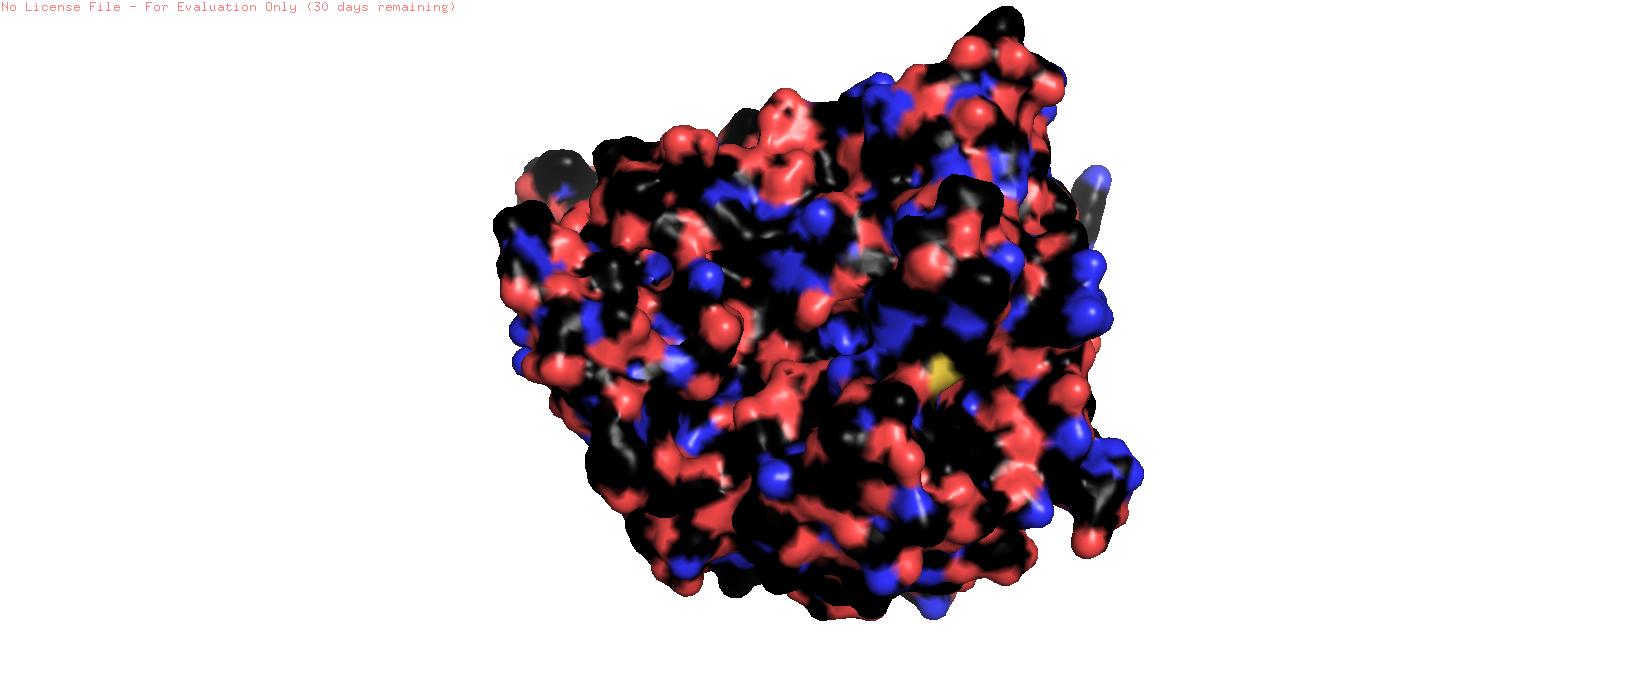 No License File - For Evaluation Only (30 days remaining)